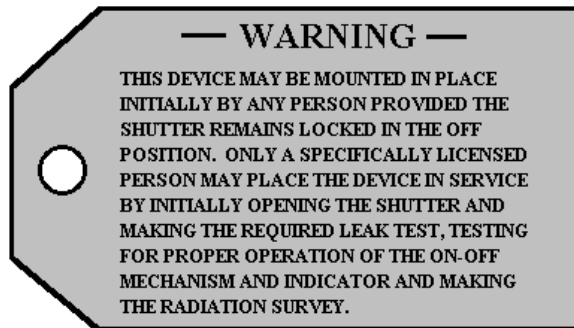 — WARNING —
THIS DEVICE MAY BE MOUNTED IN PLACE
INITIALLY BY ANY PERSON PROVIDED THE
SHUTTER REMAINS LOCKED IN THE OFF
POSITION. ONLY A SPECIFICALLY LICENSED
PERSON MAY PLACE THE DEVICE IN SERVICE
BY INITIALLY OPENING THE SHUTTER AND
MAKING THE REQUIRED LEAK TEST, TESTING
FOR PROPER OPERATION OF THE ON-OFF
MECHANISM AND INDICATOR AND MAKING
THE RADIATION SURVEY.